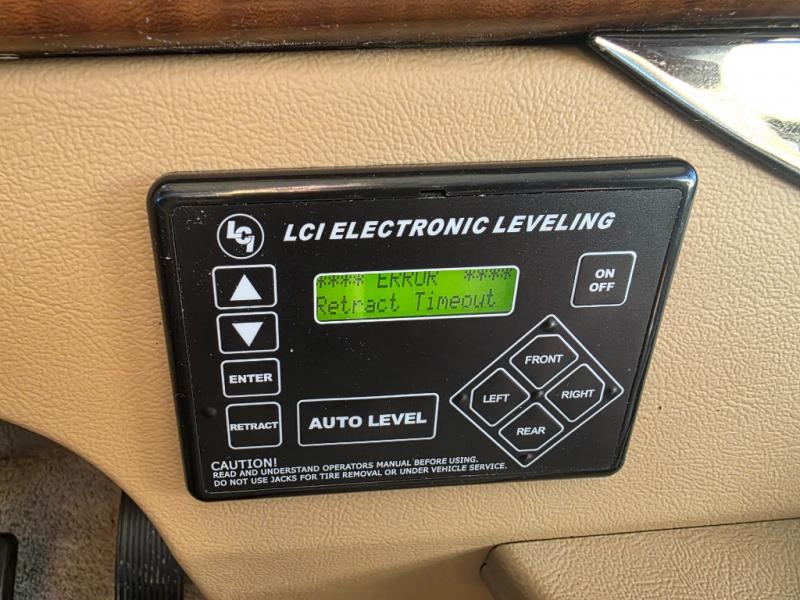 LCI
LCI ELECTRONIC LEVELING
**** ERROR ****
Retract Timeout
ON
OFF
ENTER
RETRACT
AUTO LEVEL
FRONT
LEFT
RIGHT
REAR
CAUTION!
READ AND UNDERSTAND OPERATORS MANUAL BEFORE USING.
DO NOT USE JACKS FOR TIRE REMOVAL OR UNDER VEHICLE SERVICE.